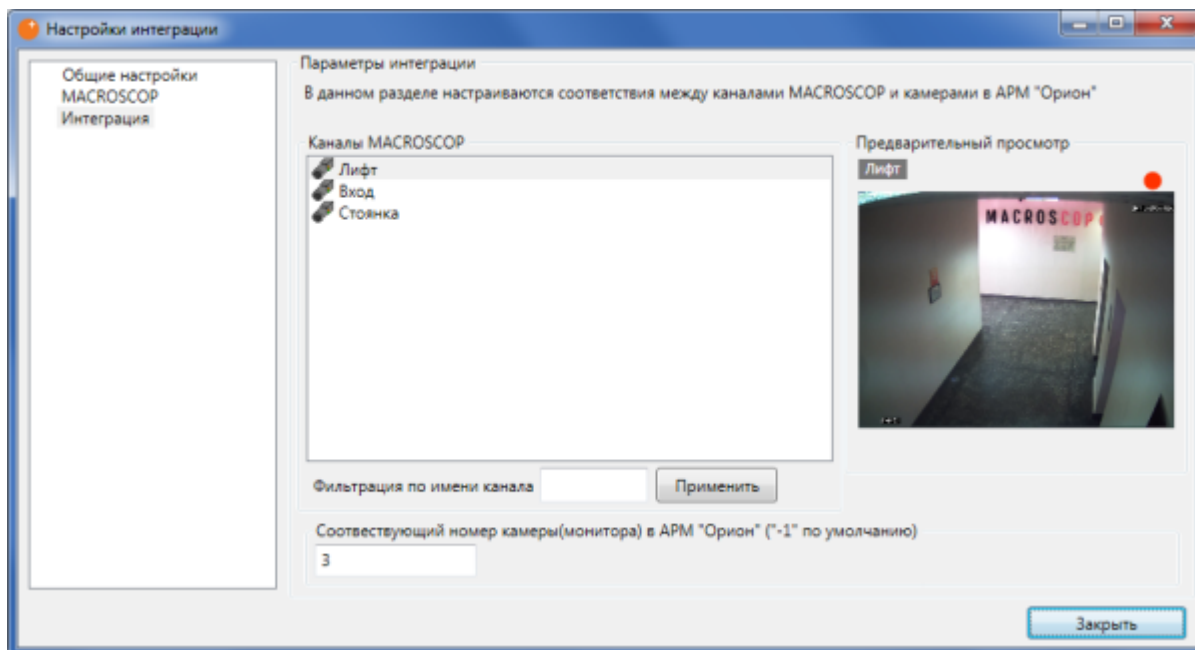 Настройки интеграции
Общие настройки
MACROSCOP
Интеграция
Параметры интеграции
В данном разделе настраиваются соответствия между каналами MACROSCOP и камерами в АРМ "Орион"
Каналы MACROSCOP
Лифт
Вход
Стоянка
Предварительный просмотр
Лифт
MACROSCOP
Фильтрация по имени канала
Применить
Соотвествующий номер камеры(монитора) в АРМ "Орион" ("-1" по умолчанию)
3
Закрыть